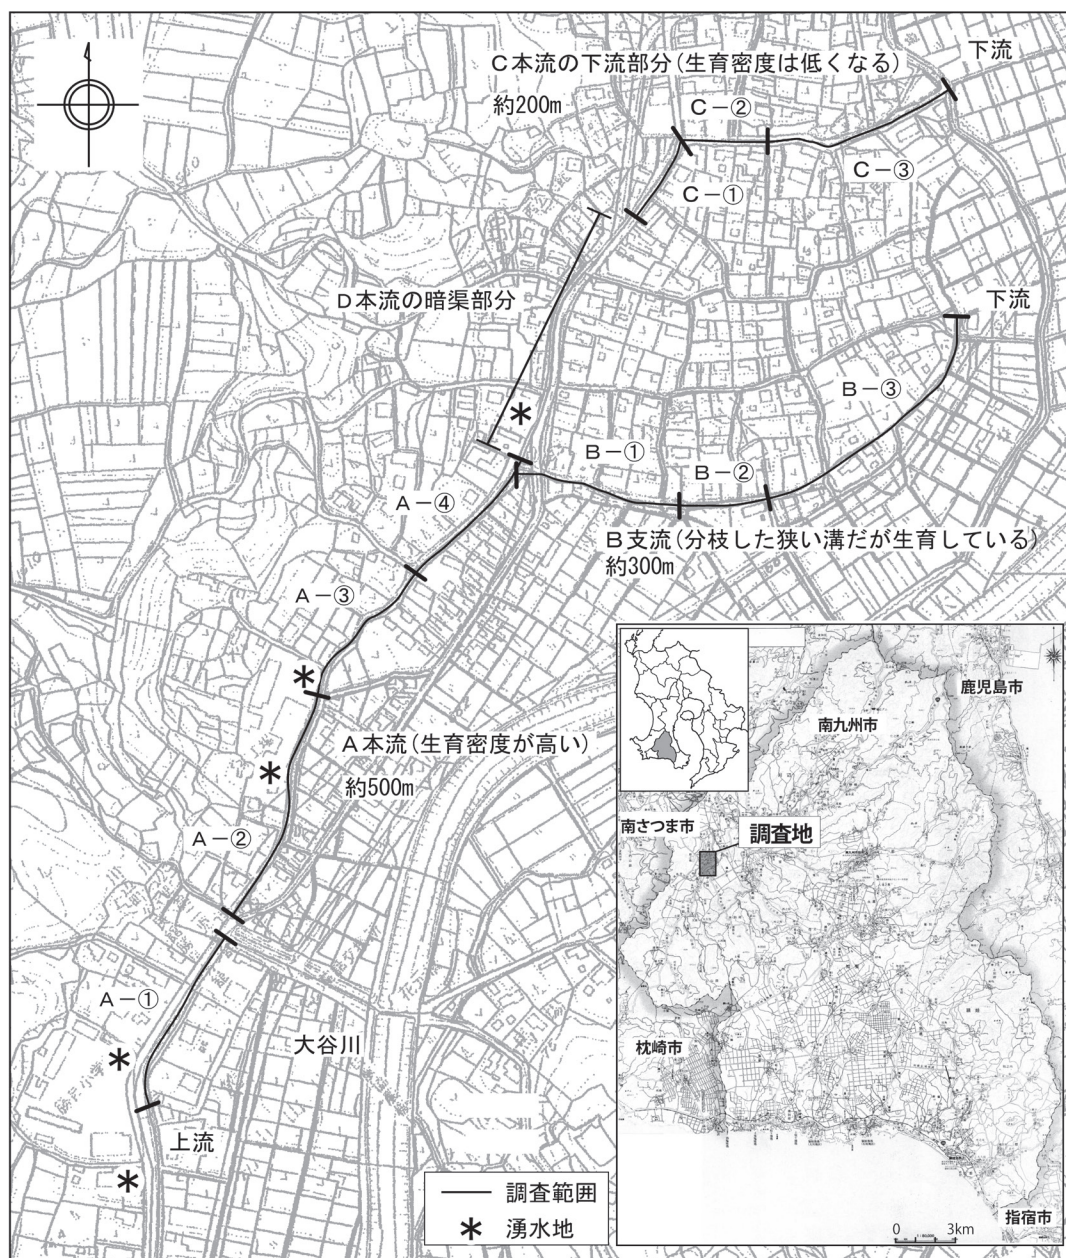 C本流の下流部分(生育密度は低くなる)
約200m
下流
C-②
C-③
C-①
D本流の暗渠部分
下流
B-③
B-①
B-②
A-④
B支流(分枝した狭い溝だが生育している)
約300m
A-③
A本流(生育密度が高い)
約500m
A-②
A-①
大谷川
上流
調査範囲
湧水地
鹿児島市
南九州市
南さつま市
調査地
枕崎市
指宿市
0 3km